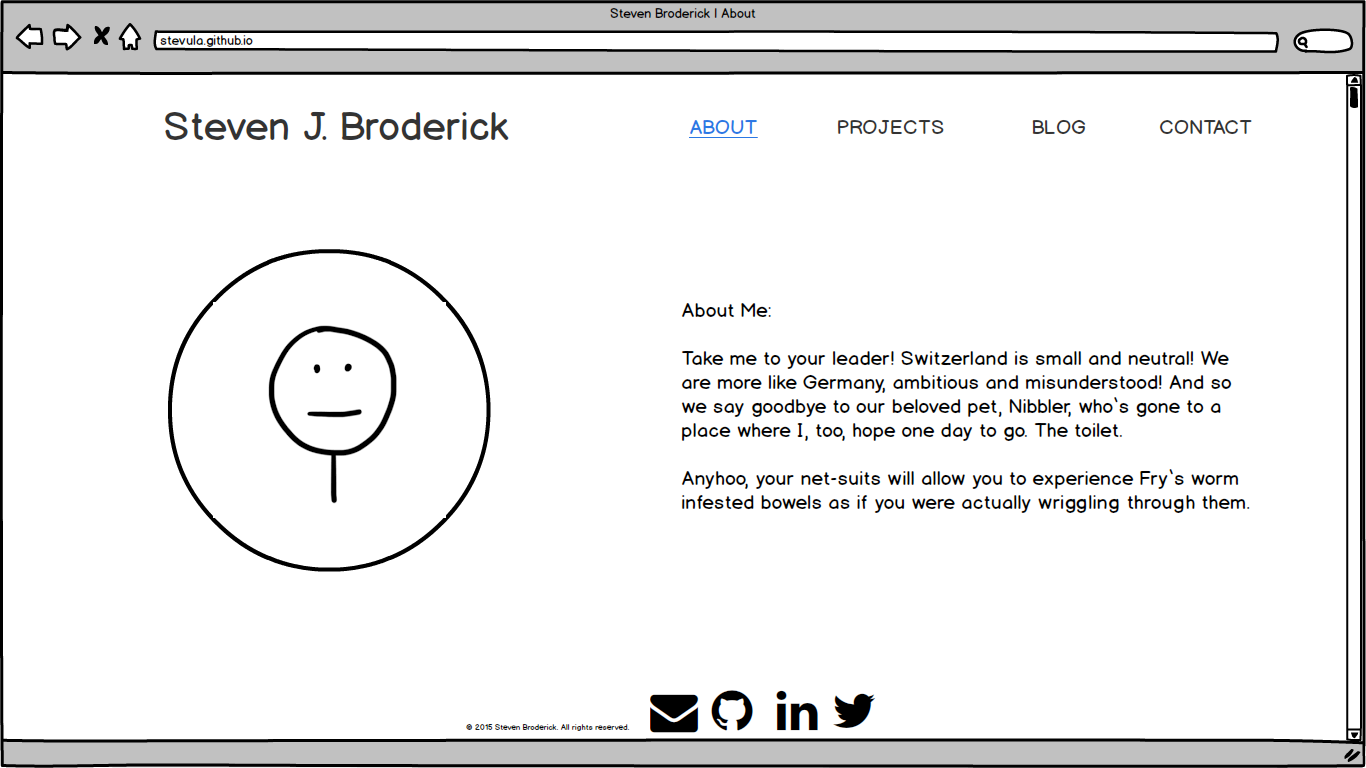 Steven Broderick | About
stevula.github.io
Steven J. Broderick
ABOUT PROJECTS BLOG CONTACT
About Me:
Take me to your leader! Switzerland is small and neutral! We
are more like Germany, ambitious and misunderstood! And so
we say goodbye to our beloved pet, Nibbler, who`s gone to a
place where I, too, hope one day to go. The toilet.
Anyhoo, your net-suits will allow you to experience Fry`s worm
infested bowels as if you were actually wriggling through them.
© 2015 Steven Broderick. All rights reserved.
in